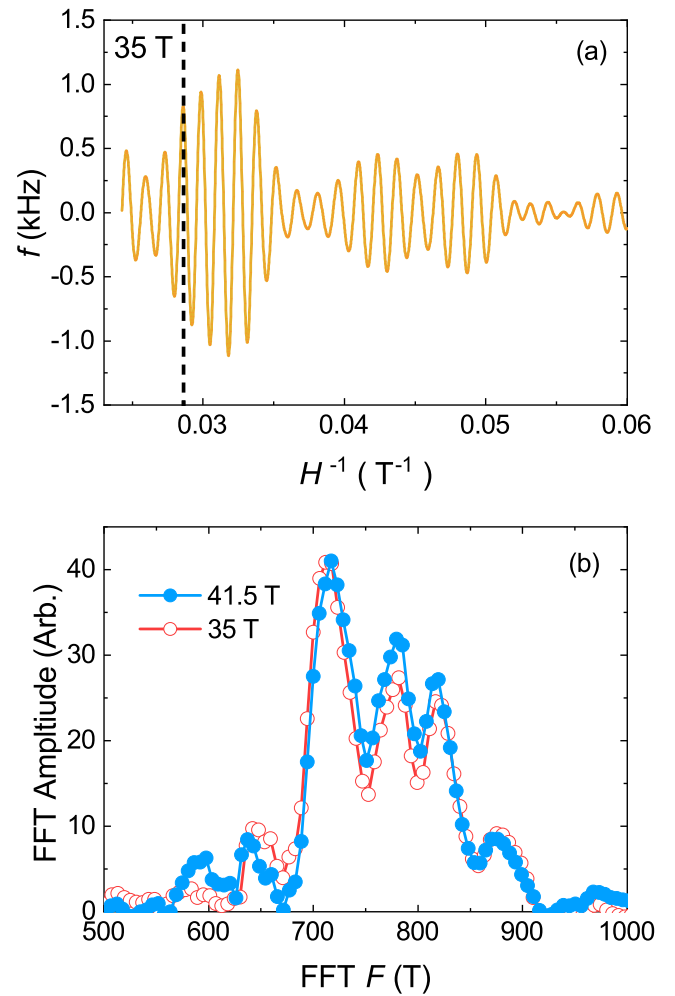 1.5
35 T
(a)
1.0
0.5
0.0
-0.5
-1.0
-1.5
f (kHz)
0.03 0.04 0.05 0.06
H -1 ( T-1 )
(b)
40
41.5 T
35 T
30
20
10
0
FFT Ampltiude (Arb.)
500 600 700 800 900 1000
FFT F (T)